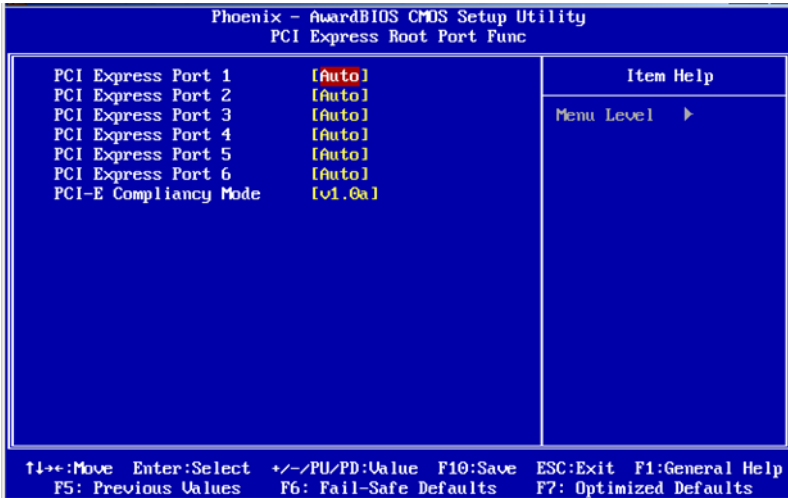 Phoenix - AwardBIOS CMOS Setup Utility
PCI Express Root Port Func
PCI Express Port 1 [Auto]
PCI Express Port 2 [Auto]
PCI Express Port 3 [Auto]
PCI Express Port 4 [Auto]
PCI Express Port 5 [Auto]
PCI Express Port 6 [Auto]
PCI-E Compliancy Mode [v1.0a]
Item Help
Menu Level ▶
↑↓→←:Move Enter:Select +/-/PU/PD:Value F10:Save ESC:Exit F1:General Help
F5: Previous Values F6: Fail-Safe Defaults F7: Optimized Defaults